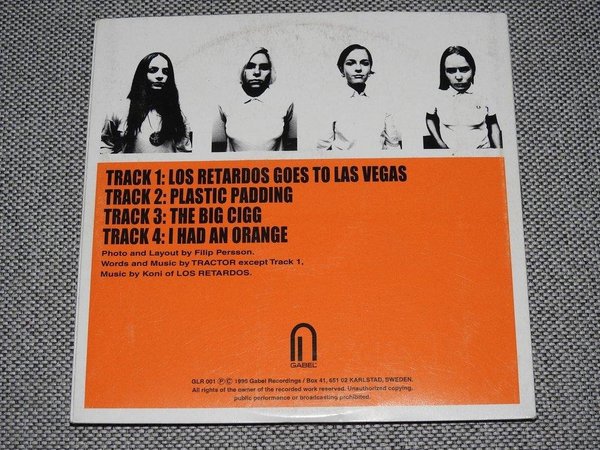 TRACK 1: LOS RETARDOS GOES TO LAS VEGAS
TRACK 2: PLASTIC PADDING
TRACK 3: THE BIG CIGG
TRACK 4: I HAD AN ORANGE
Photo and Layout by Filip Persson.
Words and Music by TRACTOR except Track 1,
Music by Koni of LOS RETARDOS.
GABEL
GLR 001 ℗© 1995 Gabel Recordings / Box 41, 651 02 KARLSTAD, SWEDEN.
All rights of the owner of the recorded work reserved. Unauthorized copying,
public performance or broadcasting prohibited.